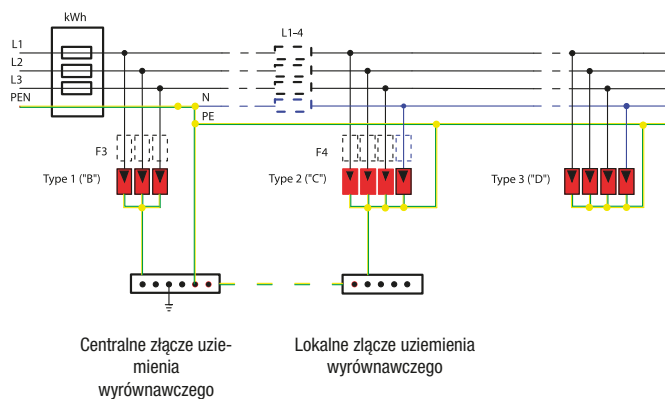 kWh
L1
L1-4
L2
L3
PEN
N
PE
F3
F4
Type 1 ("B")
Type 2 ("C")
Type 3 ("D")
Centralne złącze uzie-
mienia
wyrównawczego
Lokalne zlącze uziemienia
wyrównawczego